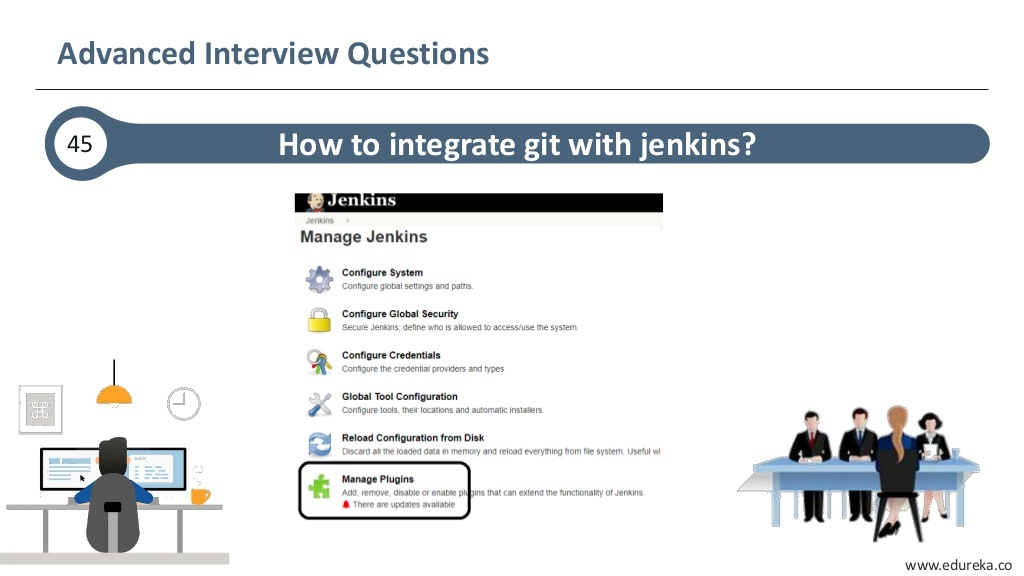 Advanced Interview Questions
45
How to integrate git with jenkins?
Jenkins
Jenkins ›
Manage Jenkins
Configure System
Configure global settings and paths.
Configure Global Security
Secure Jenkins; define who is allowed to access/use the system.
Configure Credentials
Configure the credential providers and types
Global Tool Configuration
Configure tools, their locations and automatic installers.
Reload Configuration from Disk
Discard all the loaded data in memory and reload everything from file system. Useful wl
Manage Plugins
Add, remove, disable or enable plugins that can extend the functionality of Jenkins.
There are updates available
www.edureka.co